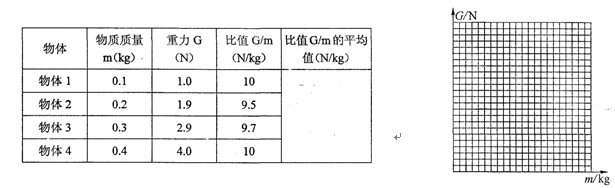 物体 物质质量 m(kg) 重力 G (N) 比值 G/m (N/kg) 比值 G/m 的平均值(N/kg)
物体 1 0.1 1.0 10
物体 2 0.2 1.9 9.5
物体 3 0.3 2.9 9.7
物体 4 0.4 4.0 10
G/N
m/kg